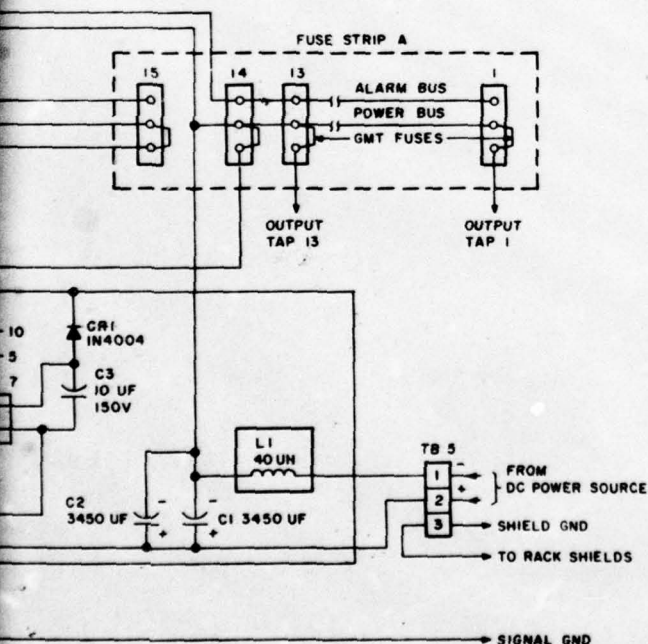 FUSE STRIP A
15 14 13 1
ALARM BUS
POWER BUS
GMT FUSES
OUTPUT
TAP 13
OUTPUT
TAP 1
10
5
7
CR1
1N4004
C3
10 UF
150V
L1
40 UH
TB 5
1
2
3
-
+
FROM
DC POWER SOURCE
SHIELD GND
TO RACK SHIELDS
C2
3450 UF
-
+
C1 3450 UF
-
+
SIGNAL GND